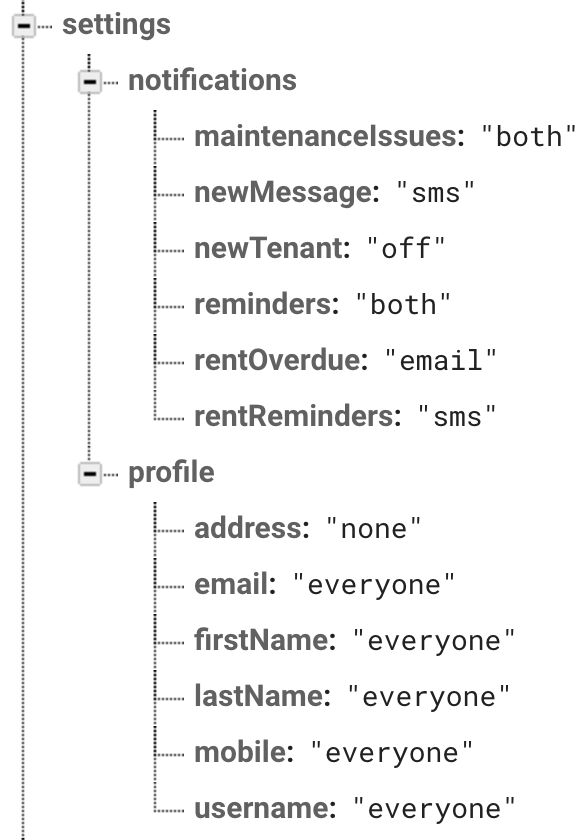 settings
notifications
maintenanceIssues: "both"
newMessage: "sms"
newTenant: "off"
reminders: "both"
rentOverdue: "email"
rentReminders: "sms"
profile
address: "none"
email: "everyone"
firstName: "everyone"
lastName: "everyone"
mobile: "everyone"
username: "everyone"